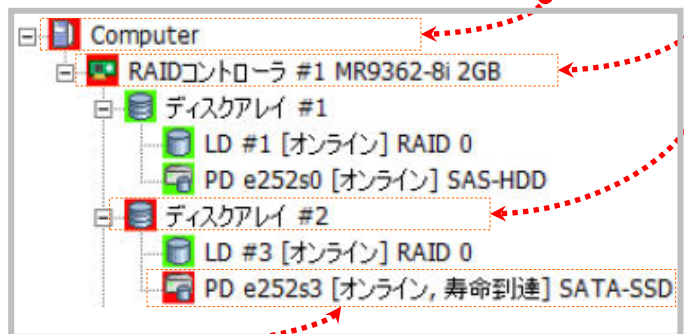 Computer
RAIDコントローラ #1 MR9362-8i 2GB
ディスクアレイ #1
LD #1 [オンライン] RAID 0
PD e252s0 [オンライン] SAS-HDD
ディスクアレイ #2
LD #3 [オンライン] RAID 0
PD e252s3 [オンライン, 寿命到達] SATA-SSD